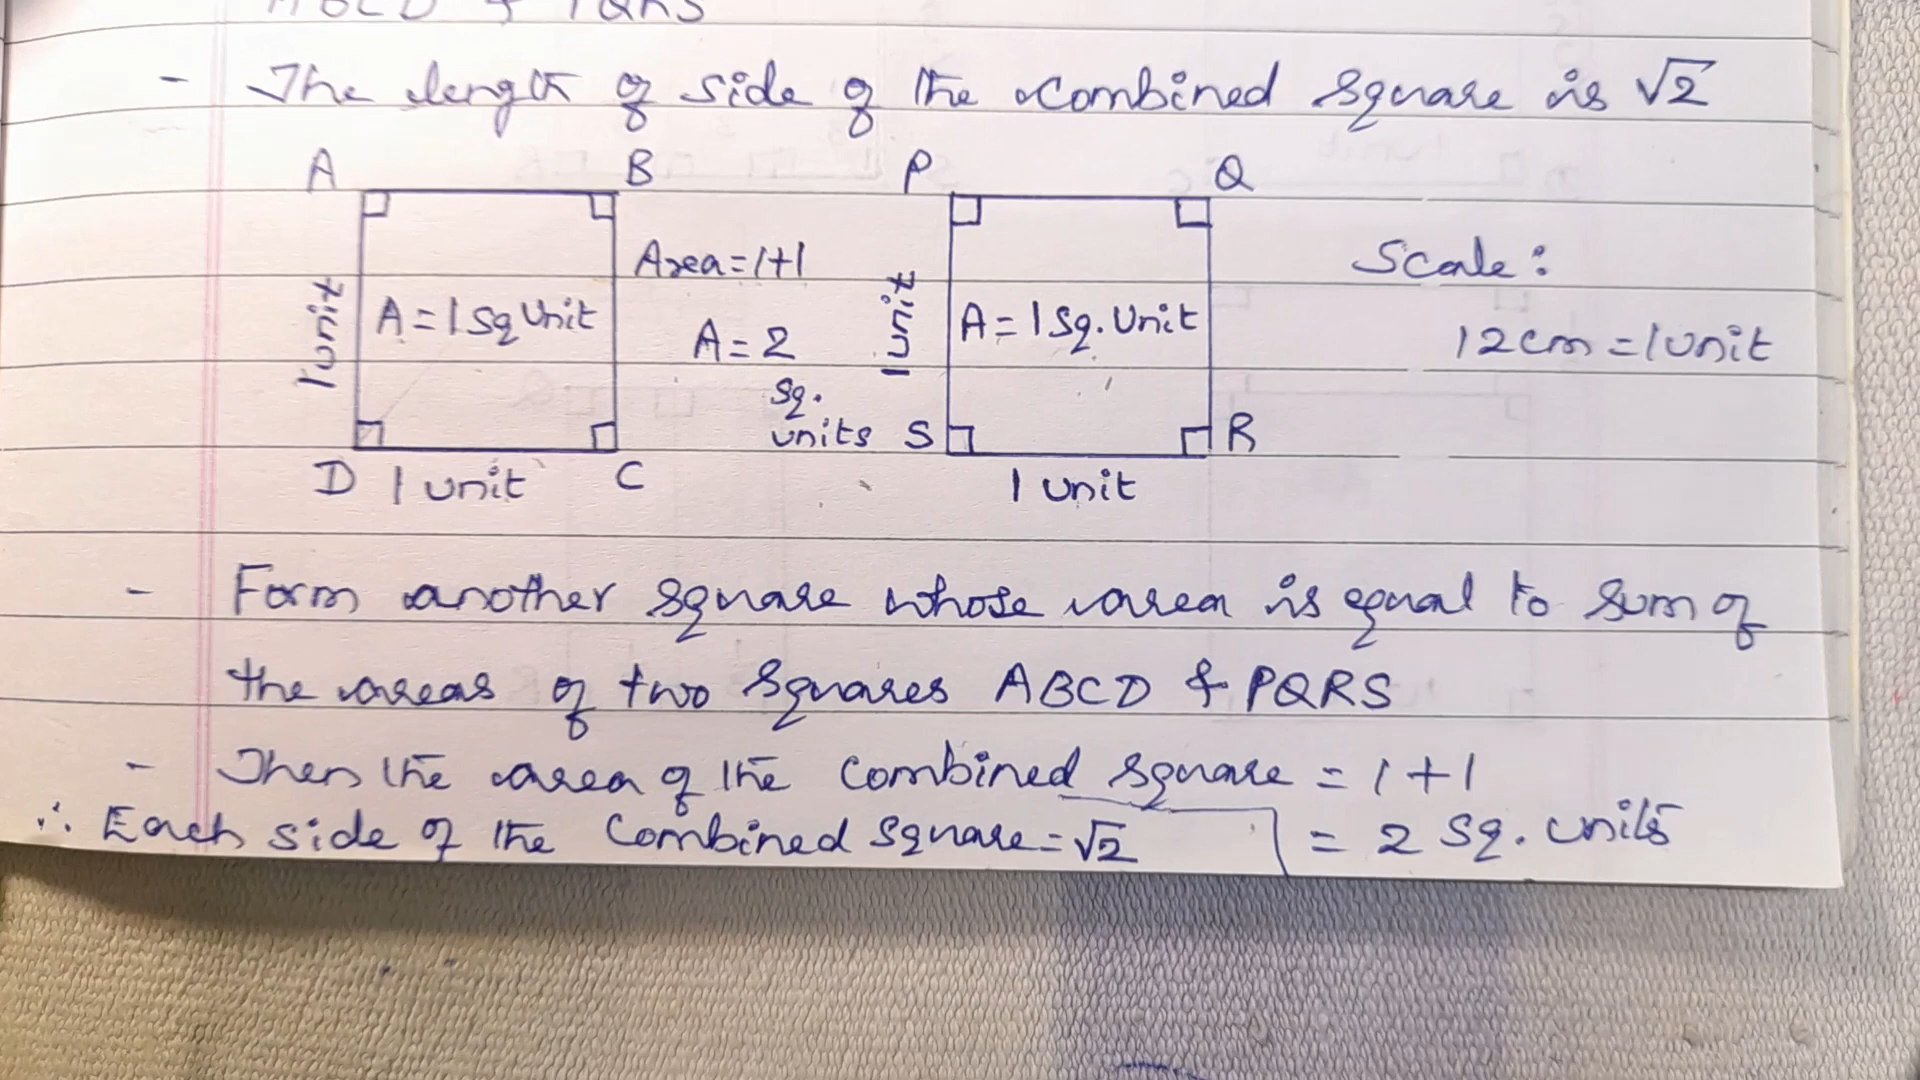 ABCD & PQRS
- The length of side of the combined square is √2
A B P Q
Area = 1+1
Scale:
1 unit A = 1 sq unit A = 2 1 unit A = 1 sq. unit 12 cm = 1 unit
sq.
units S R
D 1 unit C 1 unit
- Form another square whose area is equal to sum of
the areas of two squares ABCD & PQRS
- Then the area of the combined square = 1 + 1
∴ Each side of the combined square = √2 = 2 sq. units